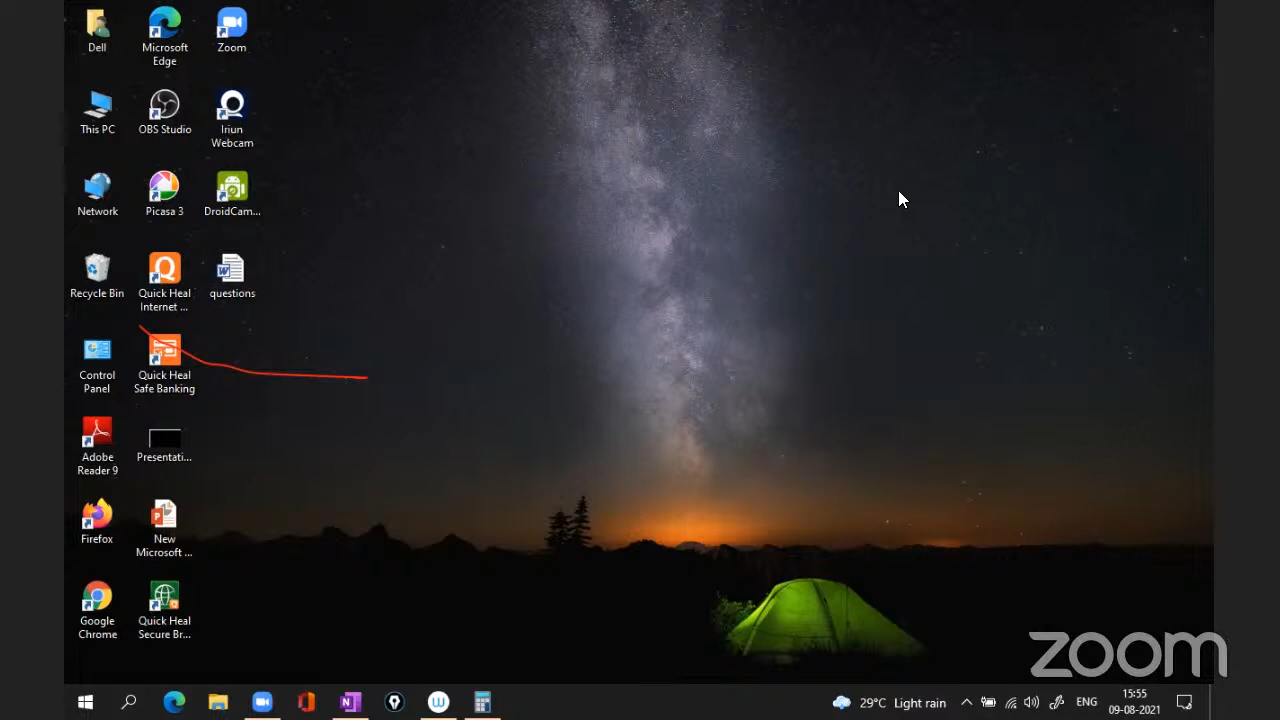 Dell
Microsoft
Edge
Zoom
This PC
OBS Studio
Iriun
Webcam
Network
Picasa 3
DroidCam...
Recycle Bin
Quick Heal
Internet ...
questions
Control
Panel
Quick Heal
Safe Banking
Adobe
Reader 9
Presentati...
Firefox
New
Microsoft ...
Google
Chrome
Quick Heal
Secure Br...
zoom
29°C Light rain
ENG
15:55
09-08-2021